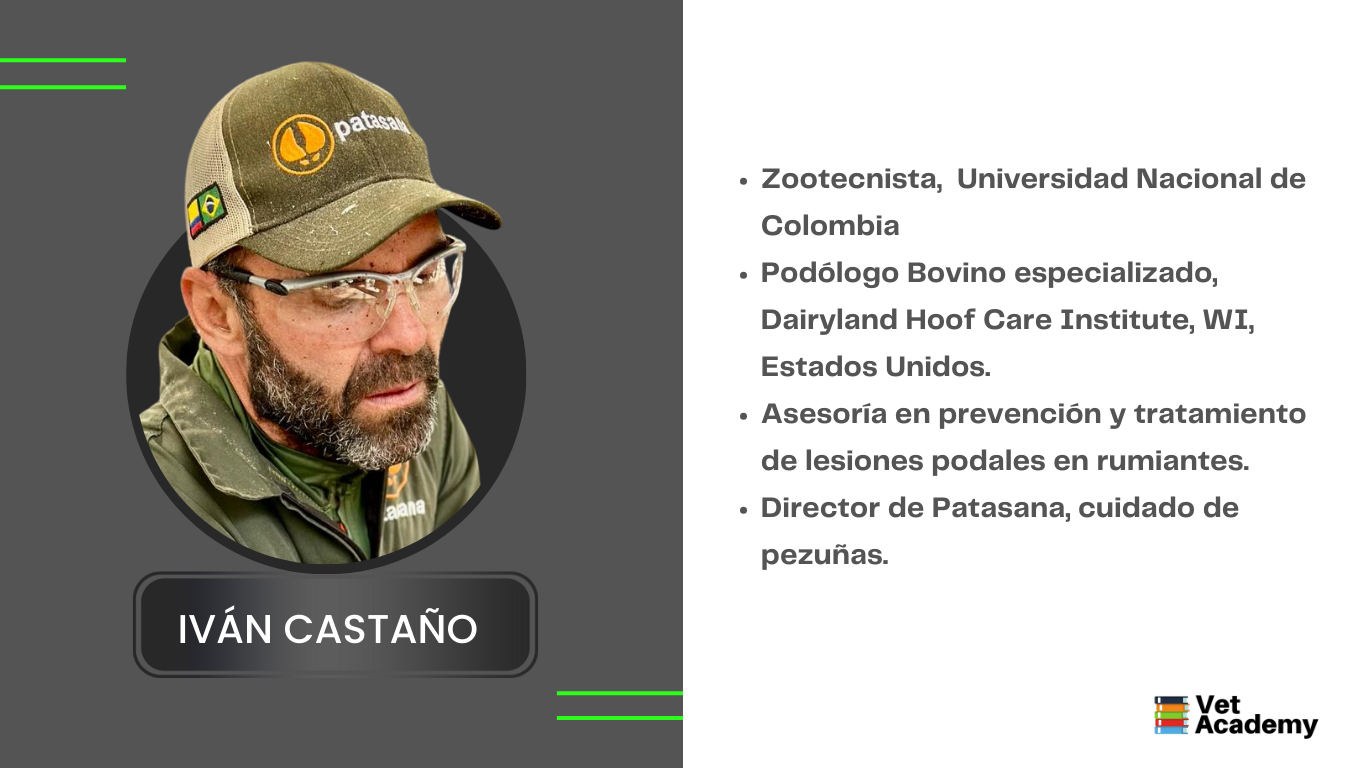 patasana
IVÁN CASTAÑO
• Zootecnista, Universidad Nacional de
Colombia
• Podólogo Bovino especializado,
Dairyland Hoof Care Institute, WI,
Estados Unidos.
• Asesoría en prevención y tratamiento
de lesiones podales en rumiantes.
• Director de Patasana, cuidado de
pezuñas.
Vet
Academy